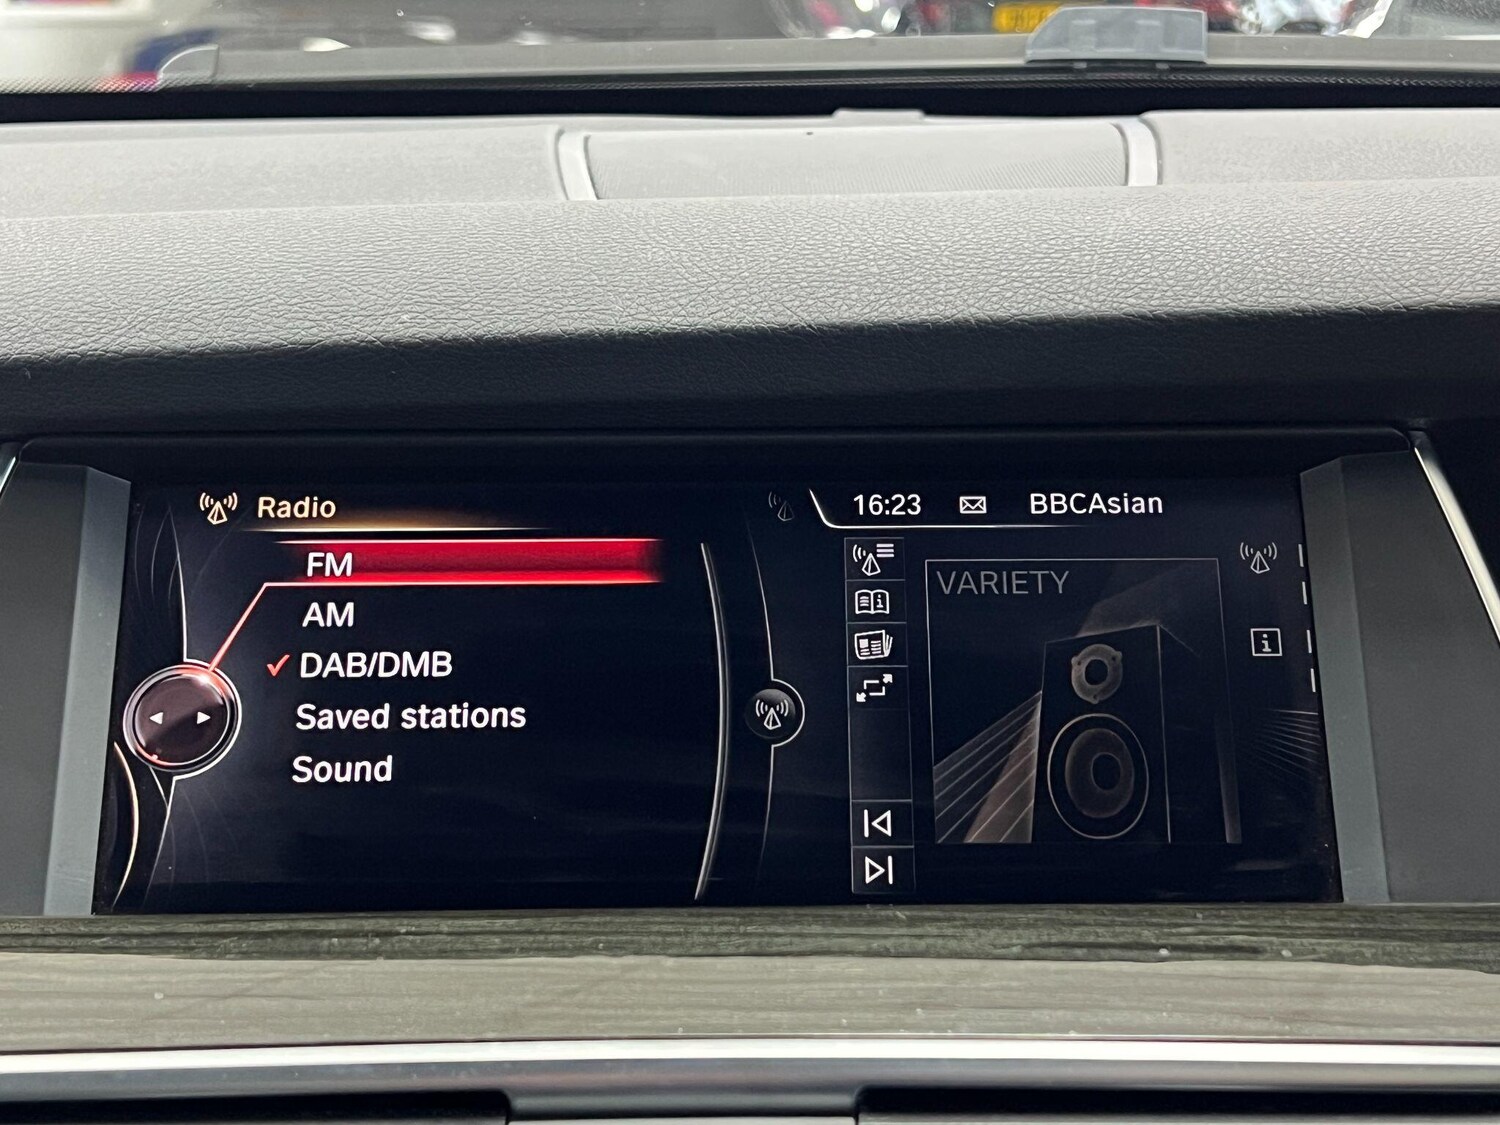 Radio
FM
AM
DAB/DMB
Saved stations
Sound
16:23
BBCAsian
VARIETY